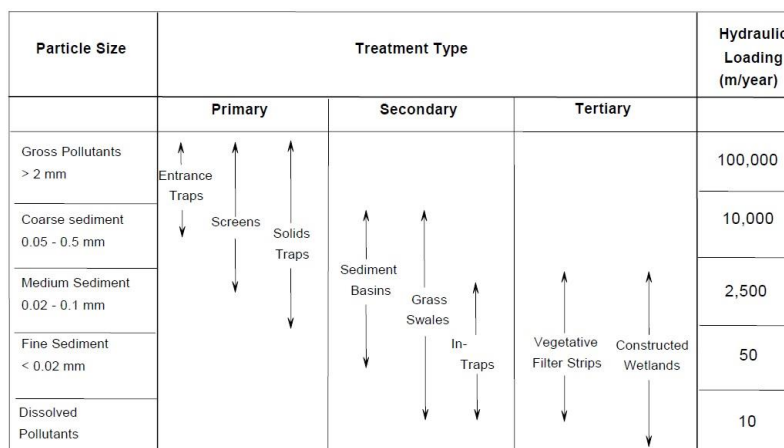 Particle Size
Treatment Type
Hydraulic
Loading
(m/year)
Primary
Secondary
Tertiary
Gross Pollutants
> 2 mm
Entrance
Traps
Screens
Solids
Traps
100,000
Coarse sediment
0.05 - 0.5 mm
Sediment
Basins
Grass
Swales
10,000
Medium Sediment
0.02 - 0.1 mm
In-
Traps
Vegetative
Filter Strips
Constructed
Wetlands
2,500
Fine Sediment
< 0.02 mm
50
Dissolved
Pollutants
10